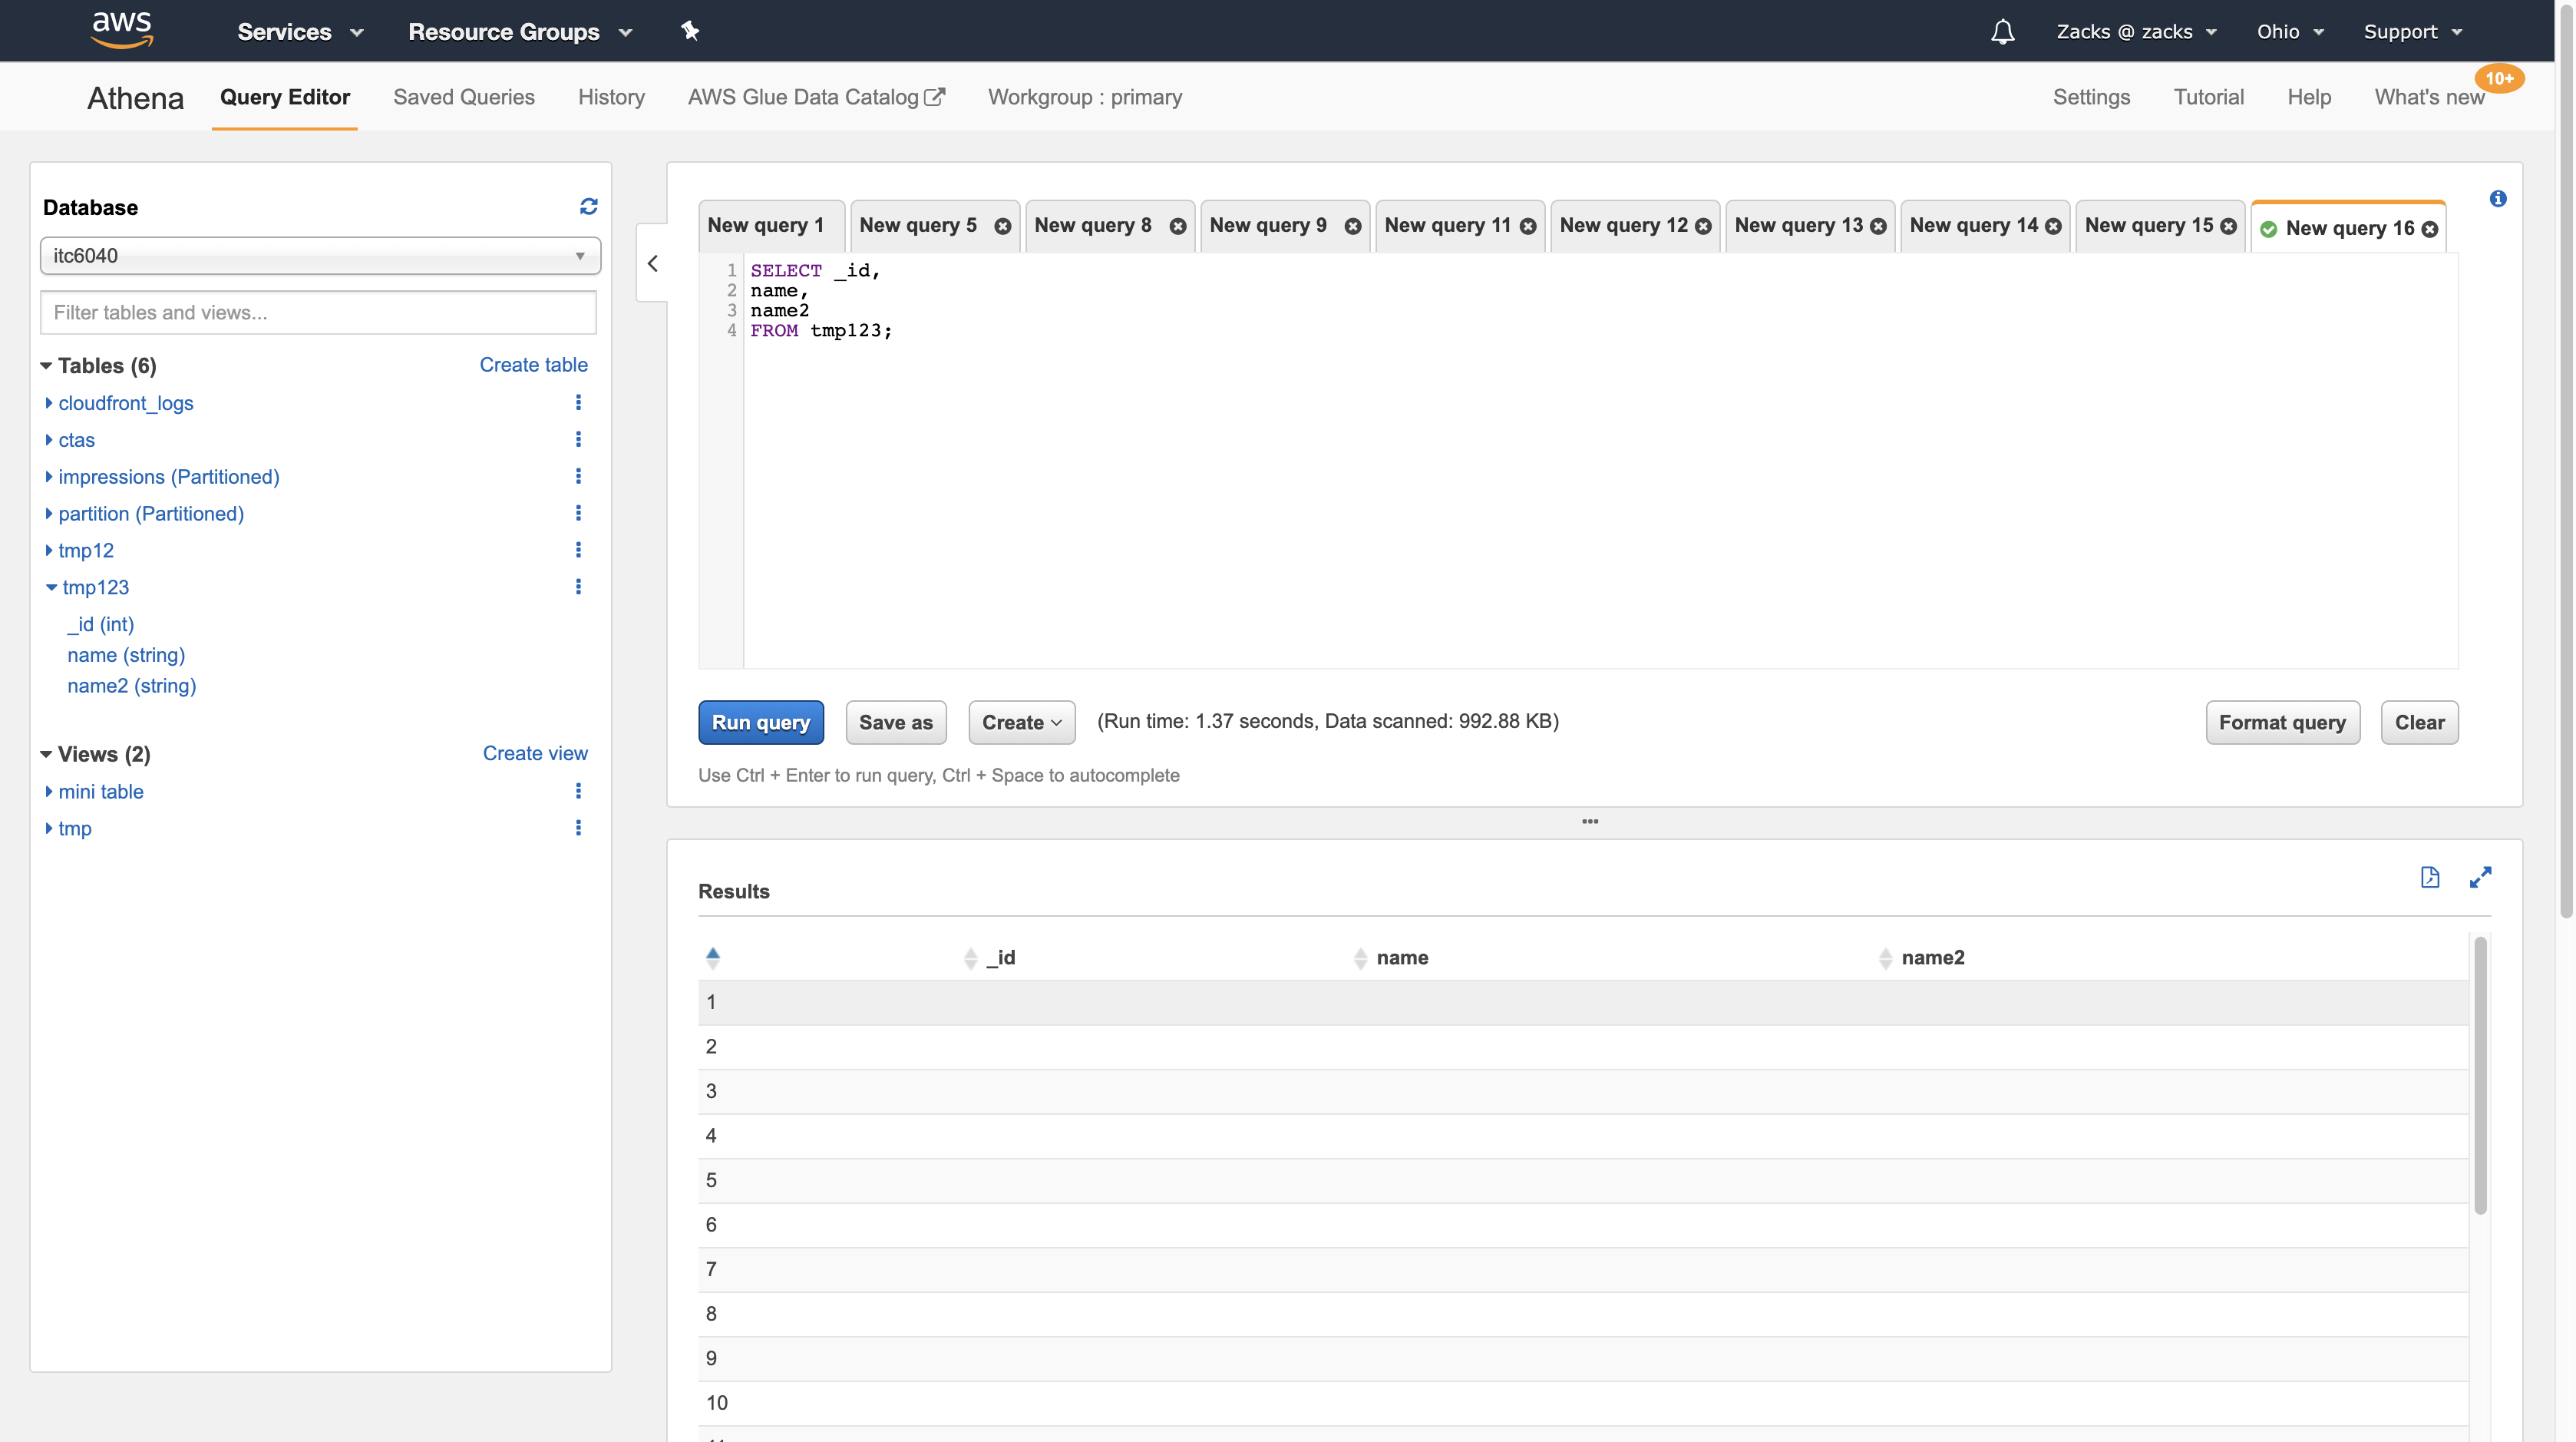 aws Services Resource Groups Zacks @ zacks Ohio Support
Athena Query Editor Saved Queries History AWS Glue Data Catalog Workgroup : primary Settings Tutorial Help What's new 10+
Database
itc6040
Filter tables and views...
Tables (6) Create table
cloudfront_logs
ctas
impressions (Partitioned)
partition (Partitioned)
tmp12
tmp123
_id (int)
name (string)
name2 (string)
Views (2) Create view
mini table
tmp
New query 1 New query 5 New query 8 New query 9 New query 11 New query 12 New query 13 New query 14 New query 15 New query 16
1 SELECT _id,
2 name,
3 name2
4 FROM tmp123;
Run query Save as Create (Run time: 1.37 seconds, Data scanned: 992.88 KB) Format query Clear
Use Ctrl + Enter to run query, Ctrl + Space to autocomplete
Results
_id name name2
1
2
3
4
5
6
7
8
9
10